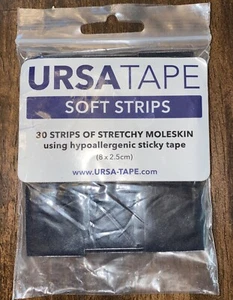 URSATAPE
SOFT STRIPS
30 STRIPS OF STRETCHY MOLESKIN
using hypoallergenic sticky tape
(8 x 2.5cm)
www.URSA-TAPE.COM